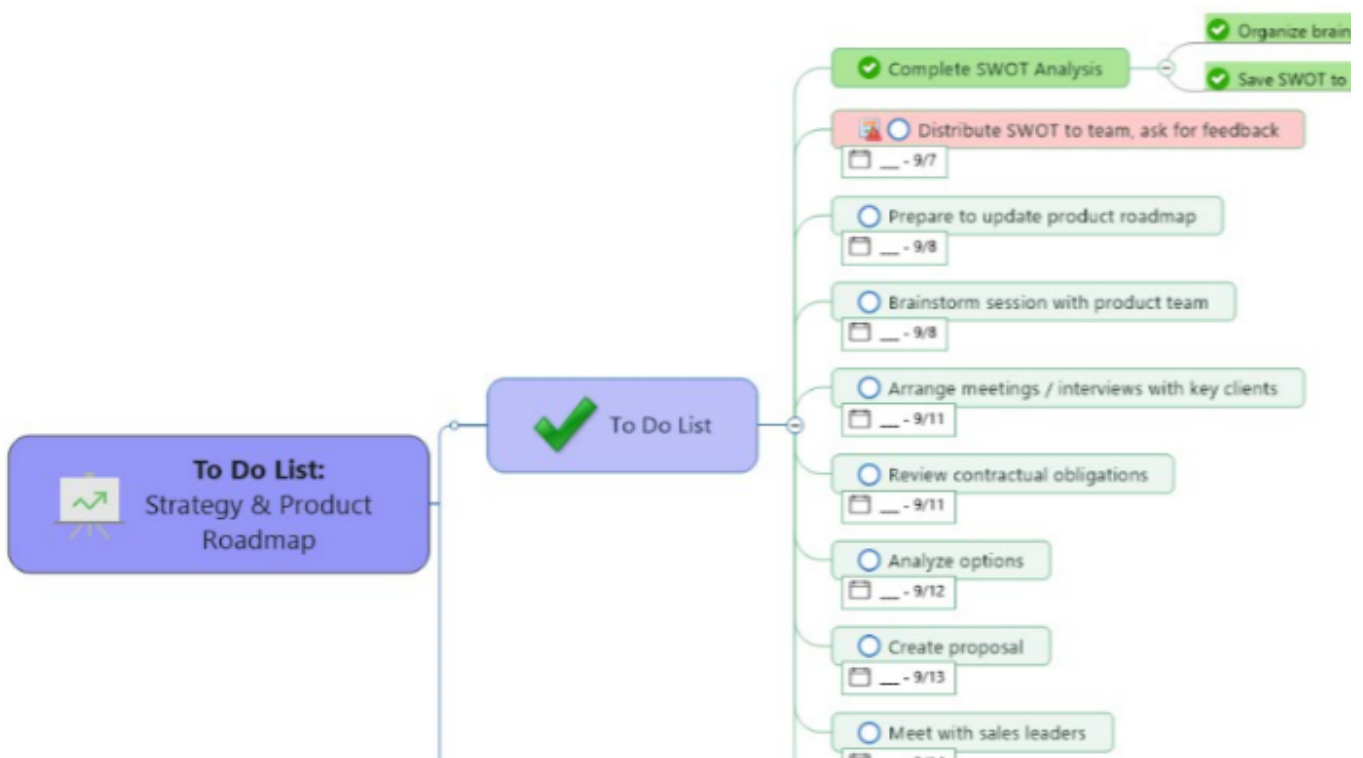 To Do List:
Strategy & Product
Roadmap
To Do List
Complete SWOT Analysis
Organize
Save SWOT to
Distribute SWOT to team, ask for feedback
__ - 9/7
Prepare to update product roadmap
__ - 9/8
Brainstorm session with product team
__ - 9/8
Arrange meetings / interviews with key clients
__ - 9/11
Review contractual obligations
__ - 9/11
Analyze options
__ - 9/12
Create proposal
__ - 9/13
Meet with sales leaders